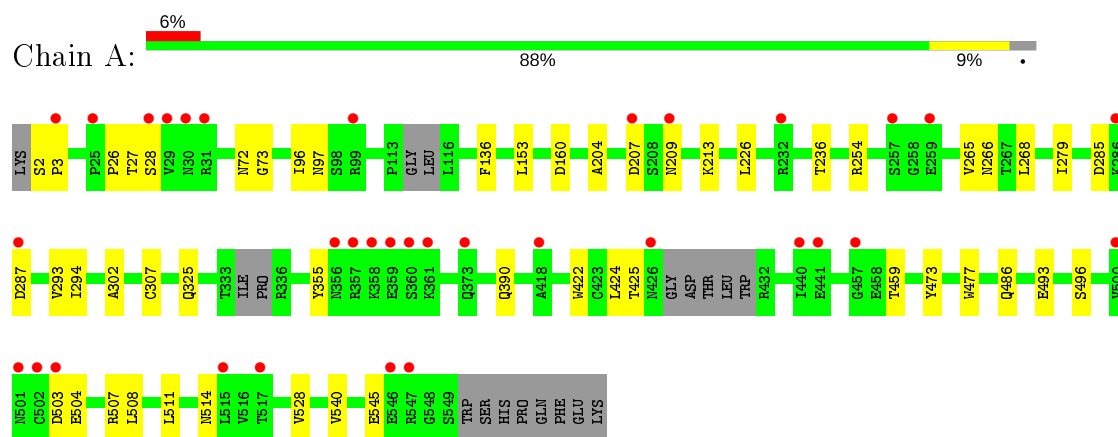 6%
Chain A:
88% 9% •
LYS S2 P3 P25 P26 T27 S28 V29 N30 R31 N72 G73 I96 N97 S98 R99 P113 GLY LEU L116 F136 L153 D160 A204 D207 S208 N209 K213 L226 R232 T236 R254 S257 G258 E259 V265 N266 T267 L268 I279 D285 K286
D287 V293 I294 A302 C307 Q325 T333 ILE PRO R336 Y355 N356 R357 K358 E359 S360 K361 Q373 Q390 A418 W422 C423 L424 T425 N426 GLY ASP THR LEU TRP R432 I440 E441 G457 E458 T459 Y473 W477 Q486 E493 S496 V500
N501 C502 D503 E504 R507 L508 L511 N514 L515 V516 T517 V528 V540 E545 E546 R547 G548 S549 TRP SER HIS PRO GLN PHE GLU LYS